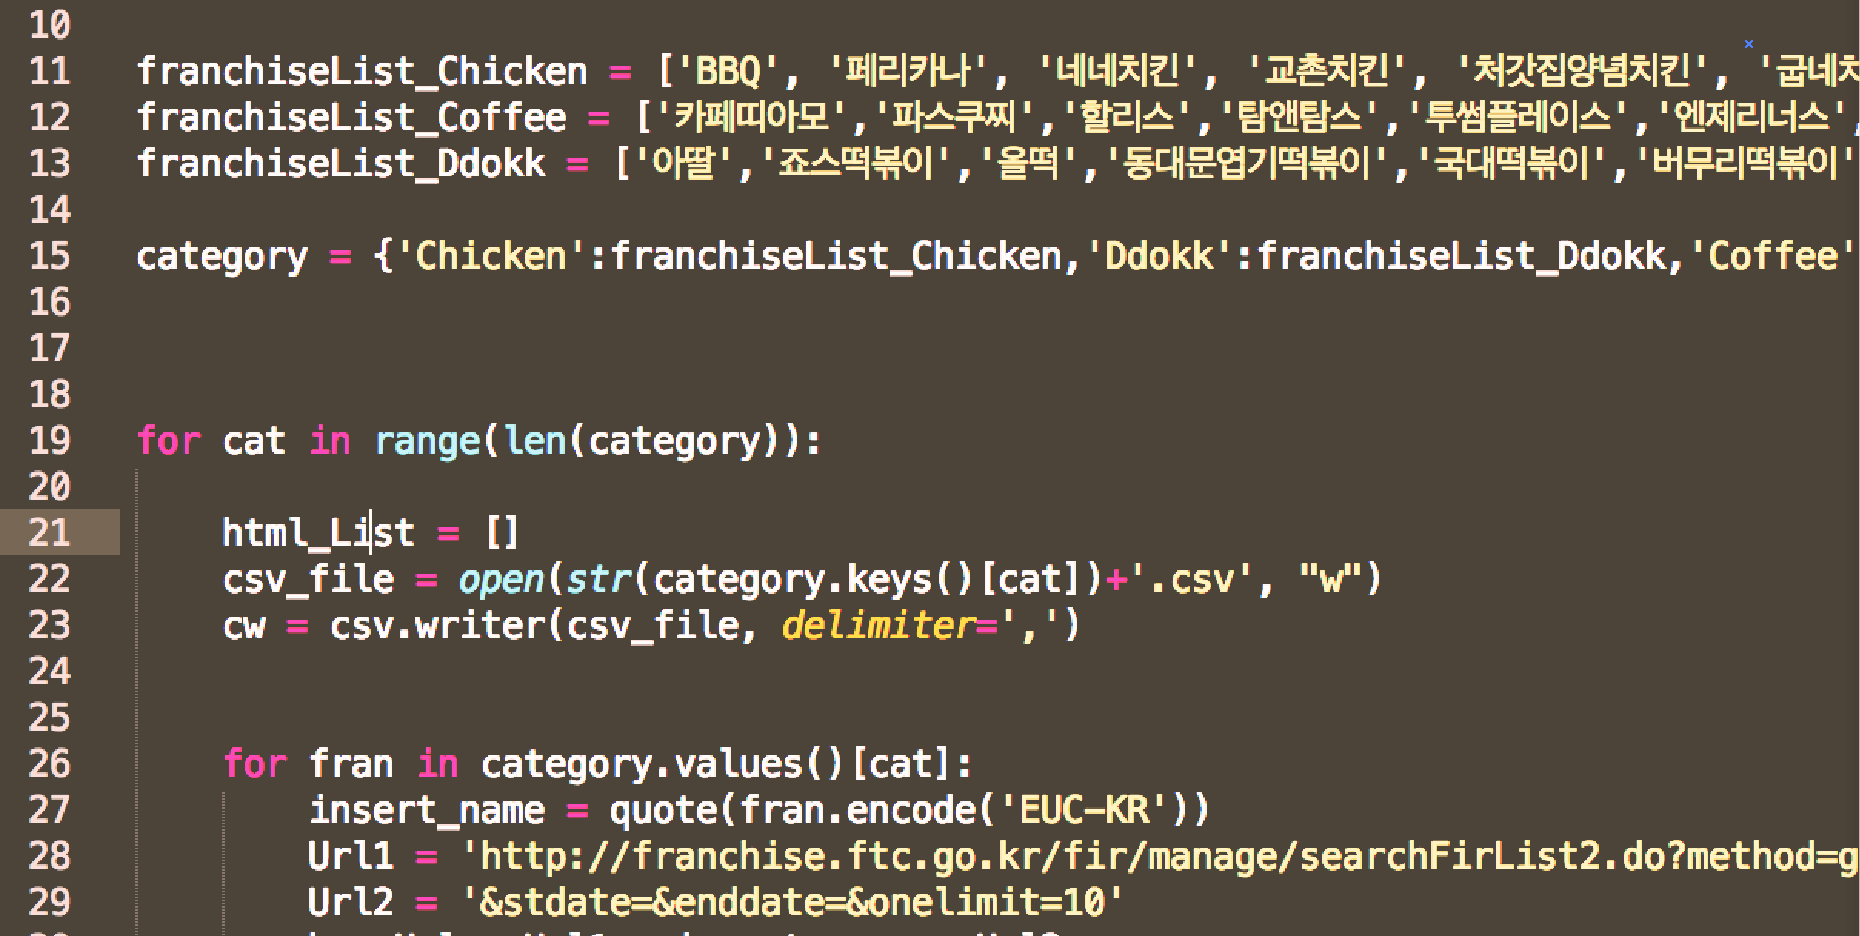 10
11 franchiseList_Chicken = ['BBQ', '페리카나', '네네치킨', '교촌치킨', '처갓집양념치킨', '굽네치
12 franchiseList_Coffee = ['카페띠아모','파스쿠찌','할리스','탐앤탐스','투썸플레이스','엔제리너스',
13 franchiseList_Ddokk = ['아딸','죠스떡볶이','올떡','동대문엽기떡볶이','국대떡볶이','버무리떡볶이'
14
15 category = {'Chicken':franchiseList_Chicken,'Ddokk':franchiseList_Ddokk,'Coffee'
16
17
18
19 for cat in range(len(category)):
20
21 html_List = []
22 csv_file = open(str(category.keys()[cat])+'.csv', "w")
23 cw = csv.writer(csv_file, delimiter=',')
24
25
26 for fran in category.values()[cat]:
27 insert_name = quote(fran.encode('EUC-KR'))
28 Url1 = 'http://franchise.ftc.go.kr/fir/manage/searchFirList2.do?method=g
29 Url2 = '&stdate=&enddate=&onelimit=10'